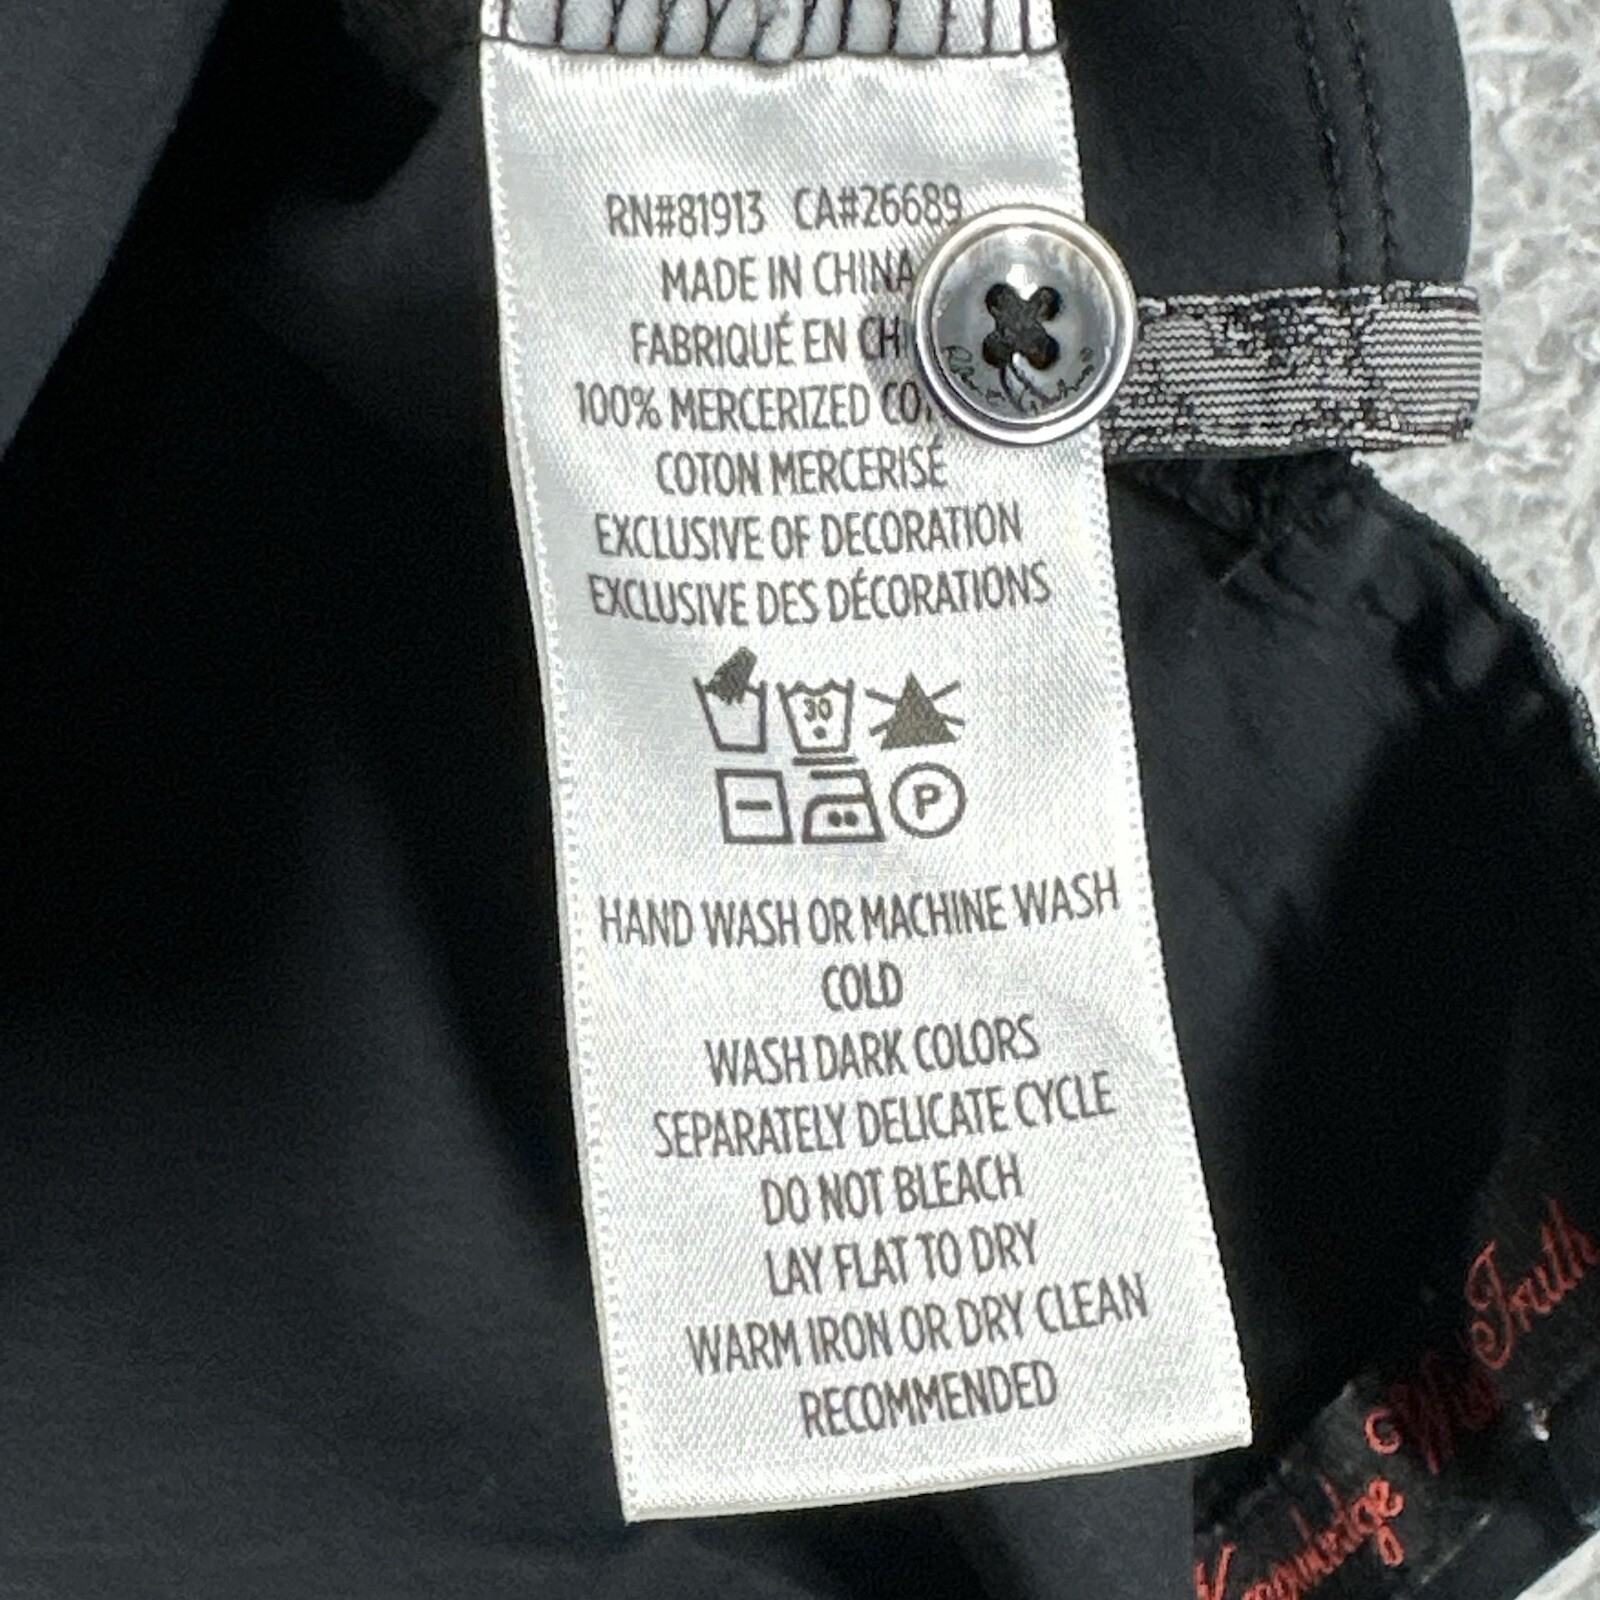 RN#81913 CA#26689
MADE IN CHINA
FABRIQUÉ EN CH
100% MERCERIZED CO
COTON MERCERISÉ
EXCLUSIVE OF DECORATION
EXCLUSIVE DES DÉCORATIONS
30
P
HAND WASH OR MACHINE WASH
COLD
WASH DARK COLORS
SEPARATELY DELICATE CYCLE
DO NOT BLEACH
LAY FLAT TO DRY
WARM IRON OR DRY CLEAN
RECOMMENDED
Truth
Knowledge